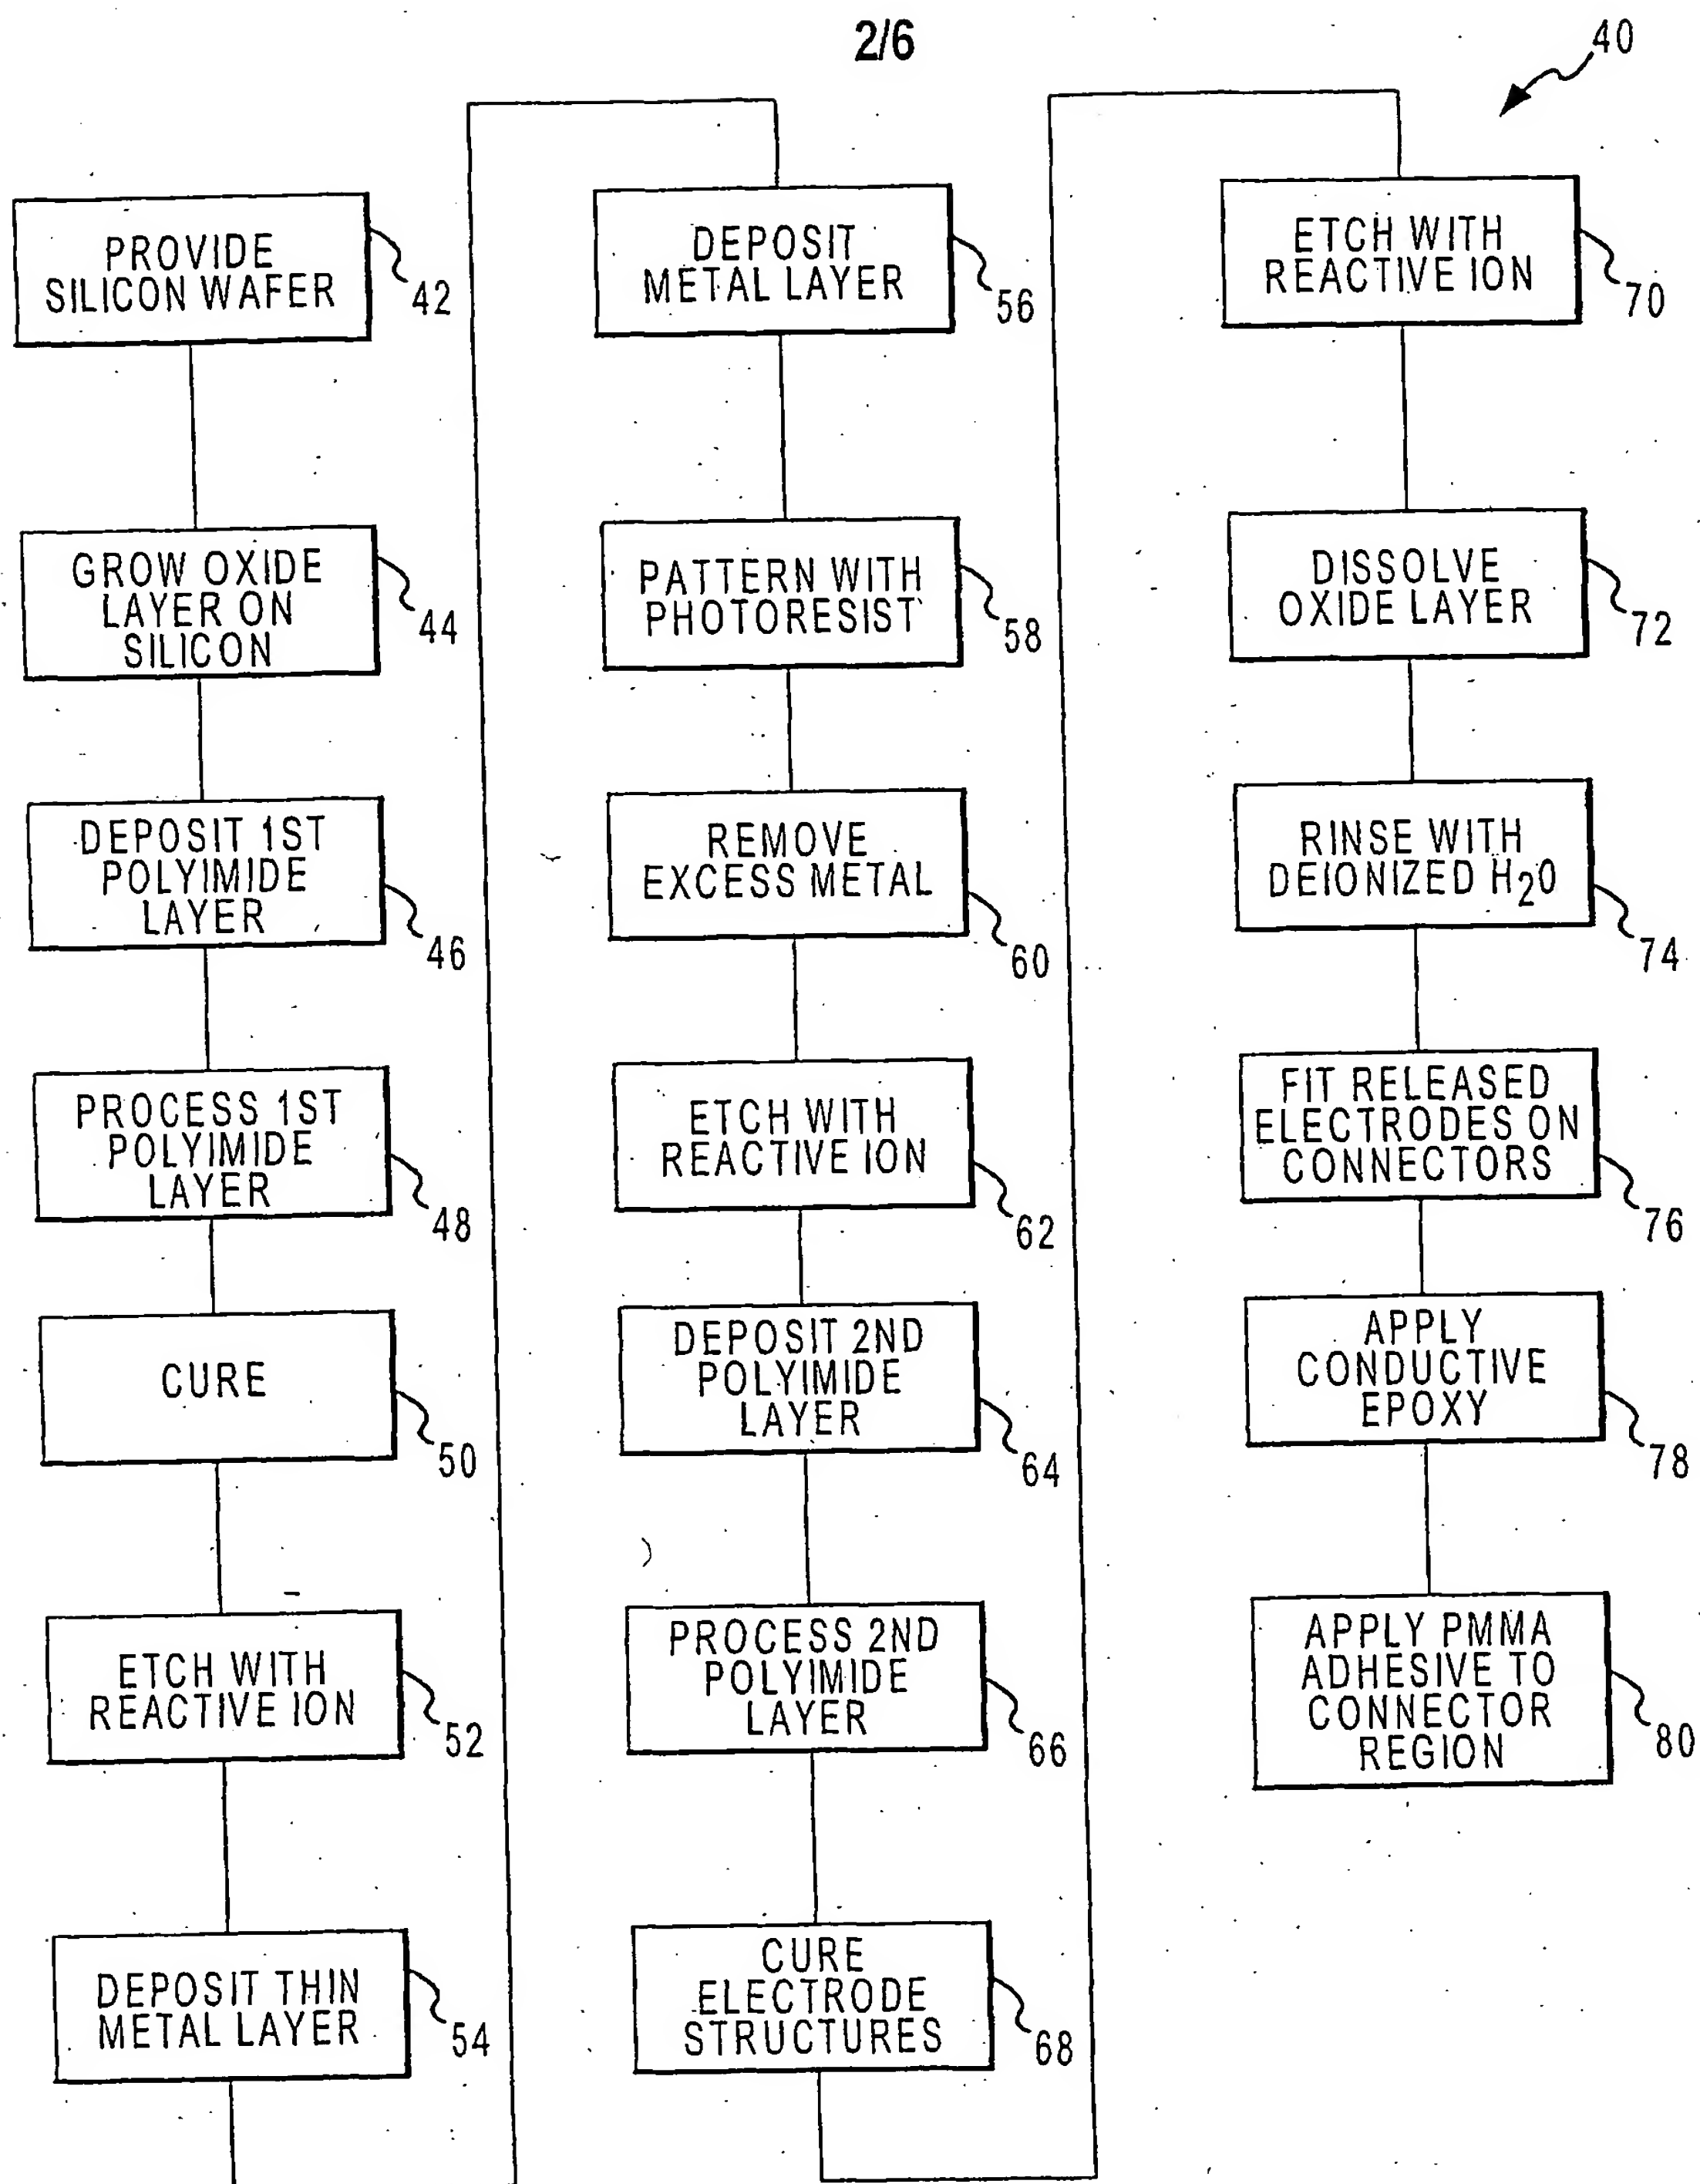 2/6
40
PROVIDE
SILICON WAFER
42
GROW OXIDE
LAYER ON
SILICON
44
DEPOSIT 1ST
POLYIMIDE
LAYER
46
PROCESS 1ST
POLYIMIDE
LAYER
48
CURE
50
ETCH WITH
REACTIVE ION
52
DEPOSIT THIN
METAL LAYER
54
DEPOSIT
METAL LAYER
56
PATTERN WITH
PHOTORESIST
58
REMOVE
EXCESS METAL
60
ETCH WITH
REACTIVE ION
62
DEPOSIT 2ND
POLYIMIDE
LAYER
64
PROCESS 2ND
POLYIMIDE
LAYER
66
CURE
ELECTRODE
STRUCTURES
68
ETCH WITH
REACTIVE ION
70
DISSOLVE
OXIDE LAYER
72
RINSE WITH
DEIONIZED H₂O
74
FIT RELEASED
ELECTRODES ON
CONNECTORS
76
APPLY
CONDUCTIVE
EPOXY
78
APPLY PMMA
ADHESIVE TO
CONNECTOR
REGION
80